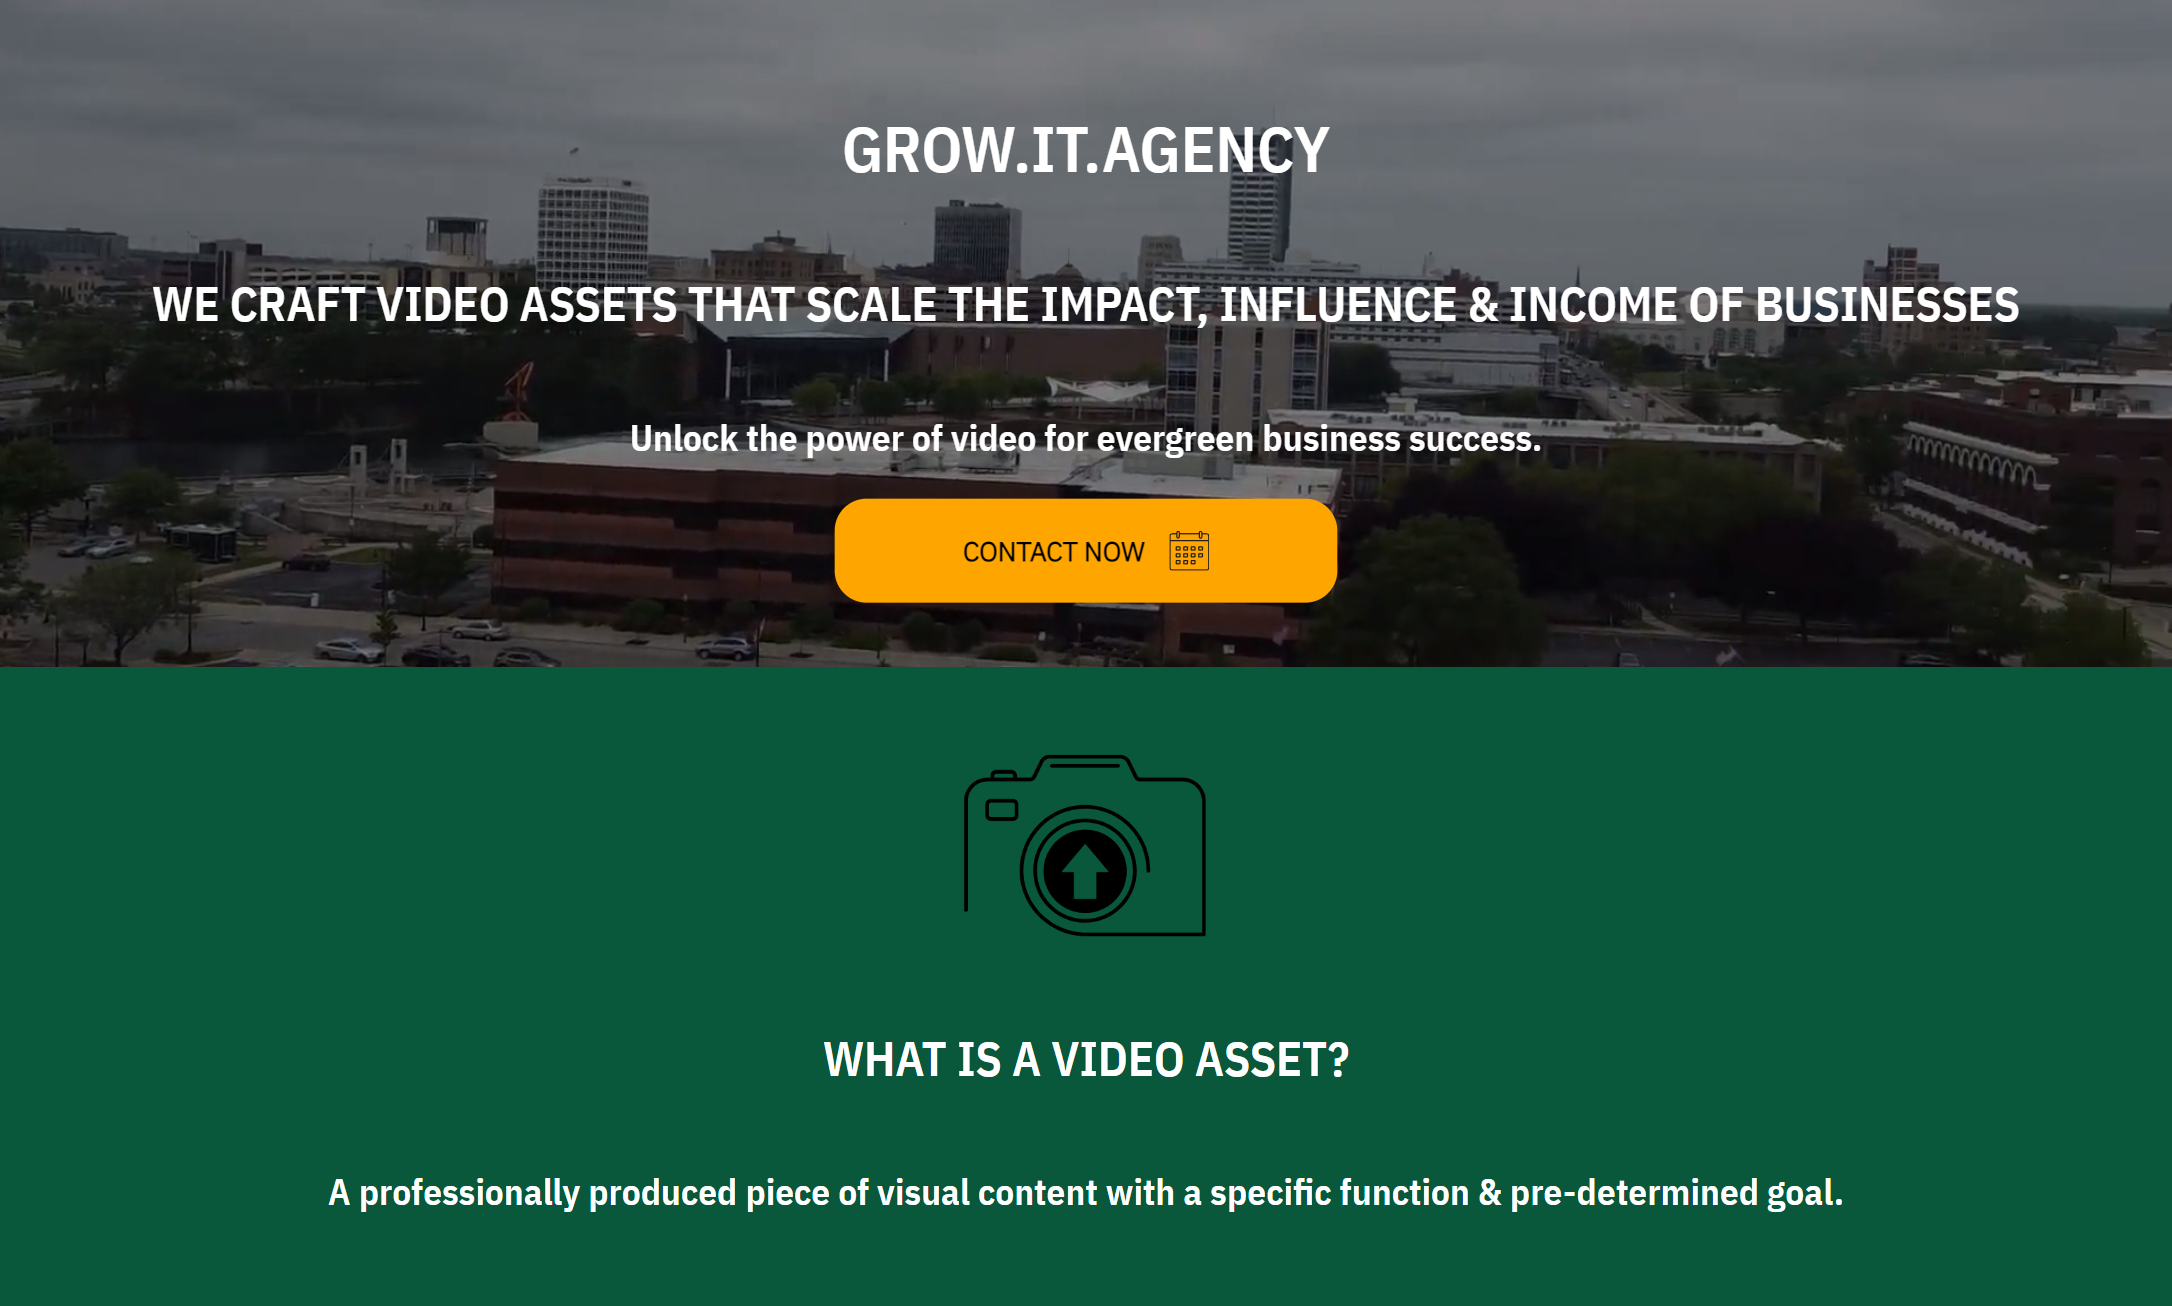 GROW.IT.AGENCY
WE CRAFT VIDEO ASSETS THAT SCALE THE IMPACT, INFLUENCE & INCOME OF BUSINESSES
Unlock the power of video for evergreen business success.
CONTACT NOW
WHAT IS A VIDEO ASSET?
A professionally produced piece of visual content with a specific function & pre-determined goal.